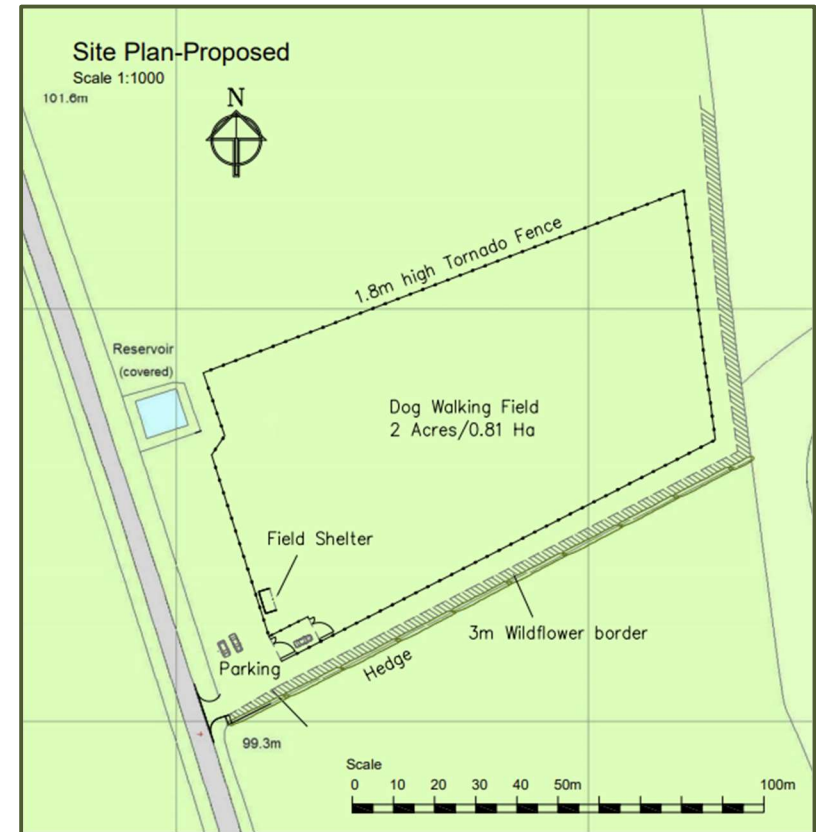 Site Plan-Proposed
Scale 1:1000
101.6m
N
1.8m high Tornado Fence
Reservoir
(covered)
Dog Walking Field
2 Acres/0.81 Ha
Field Shelter
3m Wildflower border
Parking
Hedge
99.3m
Scale
0 10 20 30 40 50m 100m